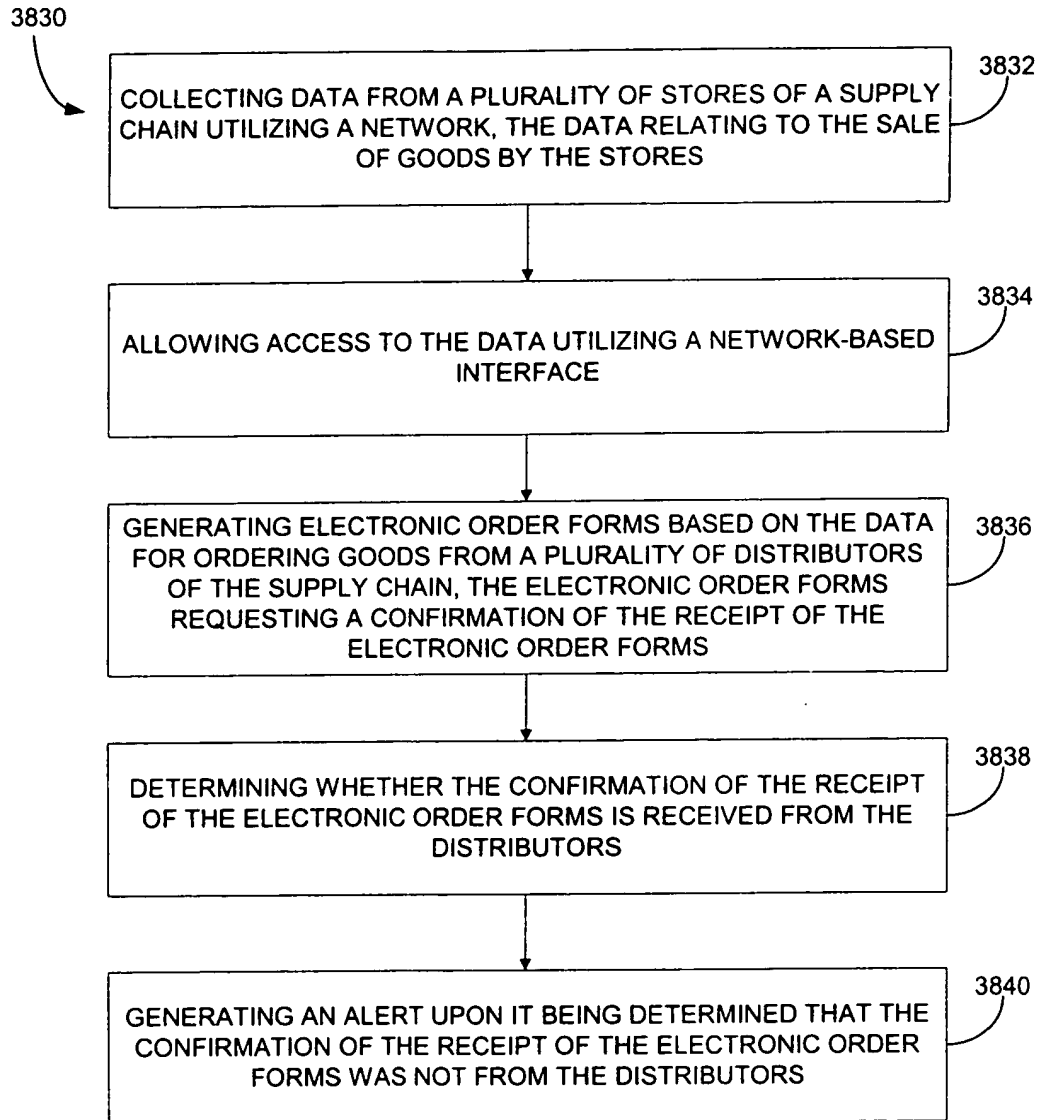 3830
3832
COLLECTING DATA FROM A PLURALITY OF STORES OF A SUPPLY
CHAIN UTILIZING A NETWORK, THE DATA RELATING TO THE SALE
OF GOODS BY THE STORES
3834
ALLOWING ACCESS TO THE DATA UTILIZING A NETWORK-BASED
INTERFACE
3836
GENERATING ELECTRONIC ORDER FORMS BASED ON THE DATA
FOR ORDERING GOODS FROM A PLURALITY OF DISTRIBUTORS
OF THE SUPPLY CHAIN, THE ELECTRONIC ORDER FORMS
REQUESTING A CONFIRMATION OF THE RECEIPT OF THE
ELECTRONIC ORDER FORMS
3838
DETERMINING WHETHER THE CONFIRMATION OF THE RECEIPT
OF THE ELECTRONIC ORDER FORMS IS RECEIVED FROM THE
DISTRIBUTORS
3840
GENERATING AN ALERT UPON IT BEING DETERMINED THAT THE
CONFIRMATION OF THE RECEIPT OF THE ELECTRONIC ORDER
FORMS WAS NOT FROM THE DISTRIBUTORS